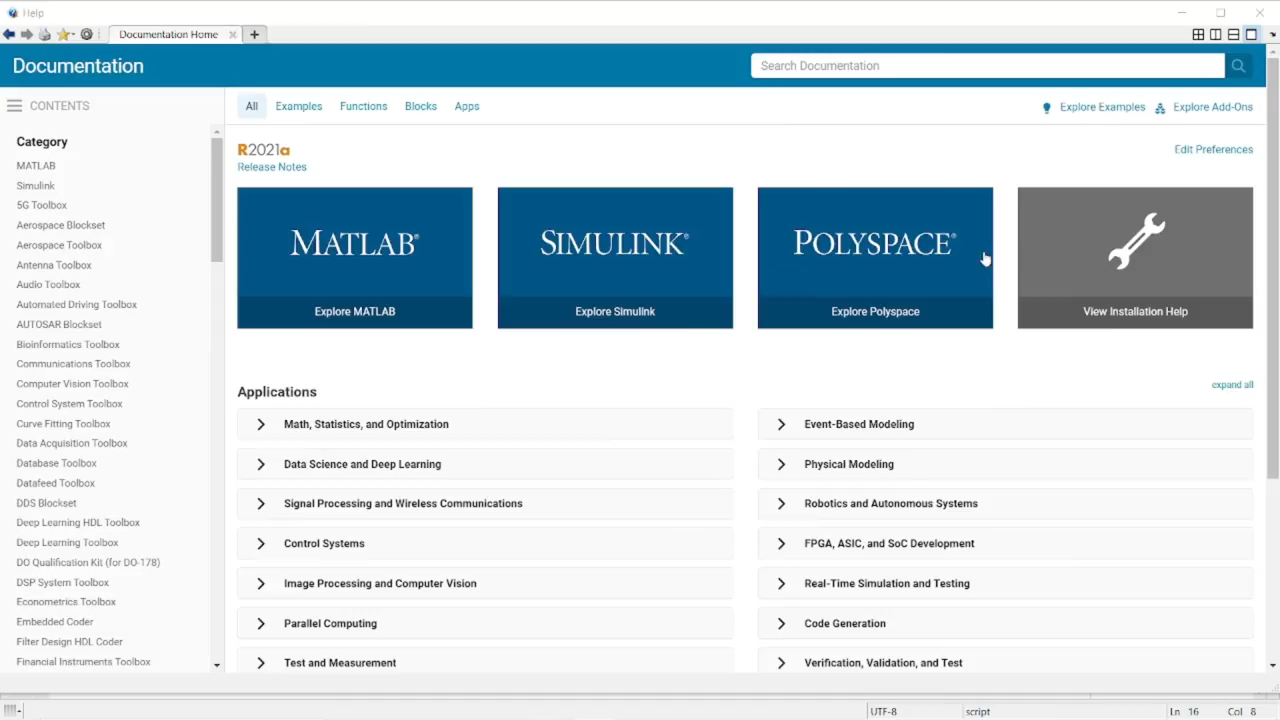 Help
Documentation Home
Documentation
Search Documentation
CONTENTS
All
Examples
Functions
Blocks
Apps
Explore Examples
Explore Add-Ons
Category
MATLAB
Simulink
5G Toolbox
Aerospace Blockset
Aerospace Toolbox
Antenna Toolbox
Audio Toolbox
Automated Driving Toolbox
AUTOSAR Blockset
Bioinformatics Toolbox
Communications Toolbox
Computer Vision Toolbox
Control System Toolbox
Curve Fitting Toolbox
Data Acquisition Toolbox
Database Toolbox
Datafeed Toolbox
DDS Blockset
Deep Learning HDL Toolbox
Deep Learning Toolbox
DO Qualification Kit (for DO-178)
DSP System Toolbox
Econometrics Toolbox
Embedded Coder
Filter Design HDL Coder
Financial Instruments Toolbox
R2021a
Release Notes
Edit Preferences
MATLAB®
Explore MATLAB
SIMULINK®
Explore Simulink
POLYSPACE®
Explore Polyspace
View Installation Help
Applications
expand all
Math, Statistics, and Optimization
Data Science and Deep Learning
Signal Processing and Wireless Communications
Control Systems
Image Processing and Computer Vision
Parallel Computing
Test and Measurement
Event-Based Modeling
Physical Modeling
Robotics and Autonomous Systems
FPGA, ASIC, and SoC Development
Real-Time Simulation and Testing
Code Generation
Verification, Validation, and Test
UTF-8
script
Ln 16 Col 8